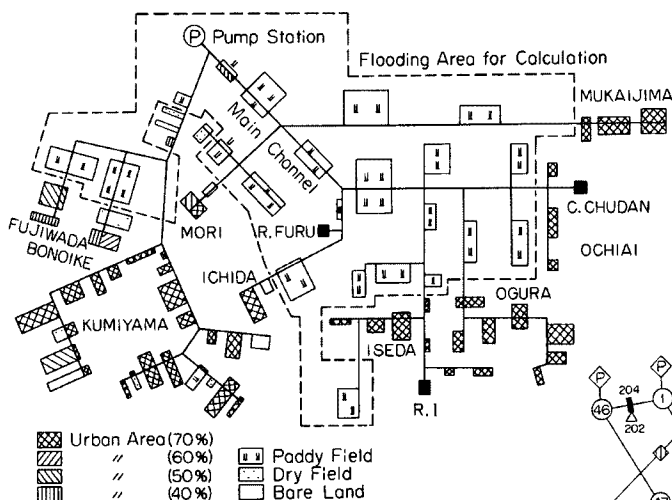 P Pump Station
Flooding Area for Calculation
MUKAIJIMA
Main Channel
C. CHUDAN
MORI
R. FURU
FUJIWADA
BONOIKE
OCHIAI
ICHIDA
OGURA
KUMIYAMA
ISEDA
R. I
P P
204
46 1
202
Urban Area (70%)
〃 (60%) Paddy Field
〃 (50%) Dry Field
〃 (40%) Bare Land